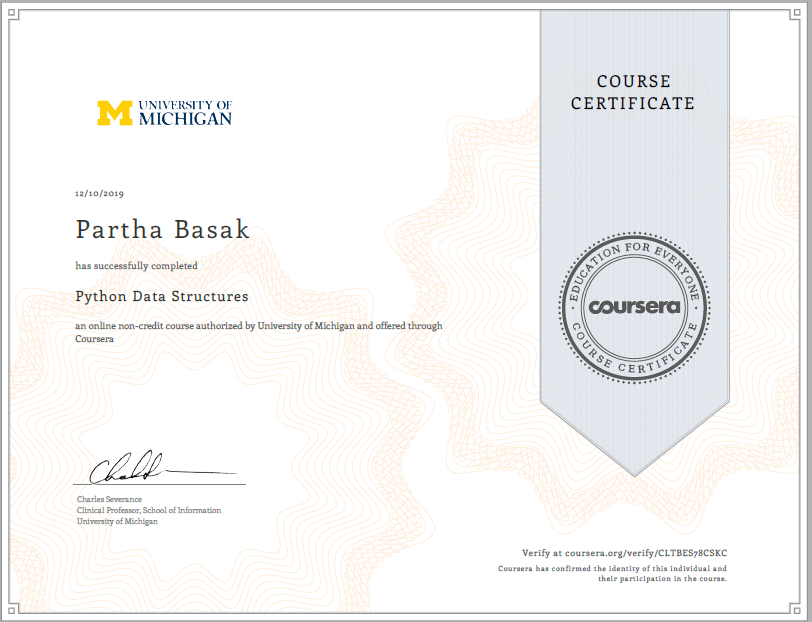 UNIVERSITY OF
MICHIGAN
COURSE
CERTIFICATE
12/10/2019
Partha Basak
has successfully completed
Python Data Structures
an online non-credit course authorized by University of Michigan and offered through
Coursera
EDUCATION FOR EVERYONE
coursera
COURSE CERTIFICATE
Charles Severance
Clinical Professor, School of Information
University of Michigan
Verify at coursera.org/verify/CLTBES78CSKC
Coursera has confirmed the identity of this individual and
their participation in the course.